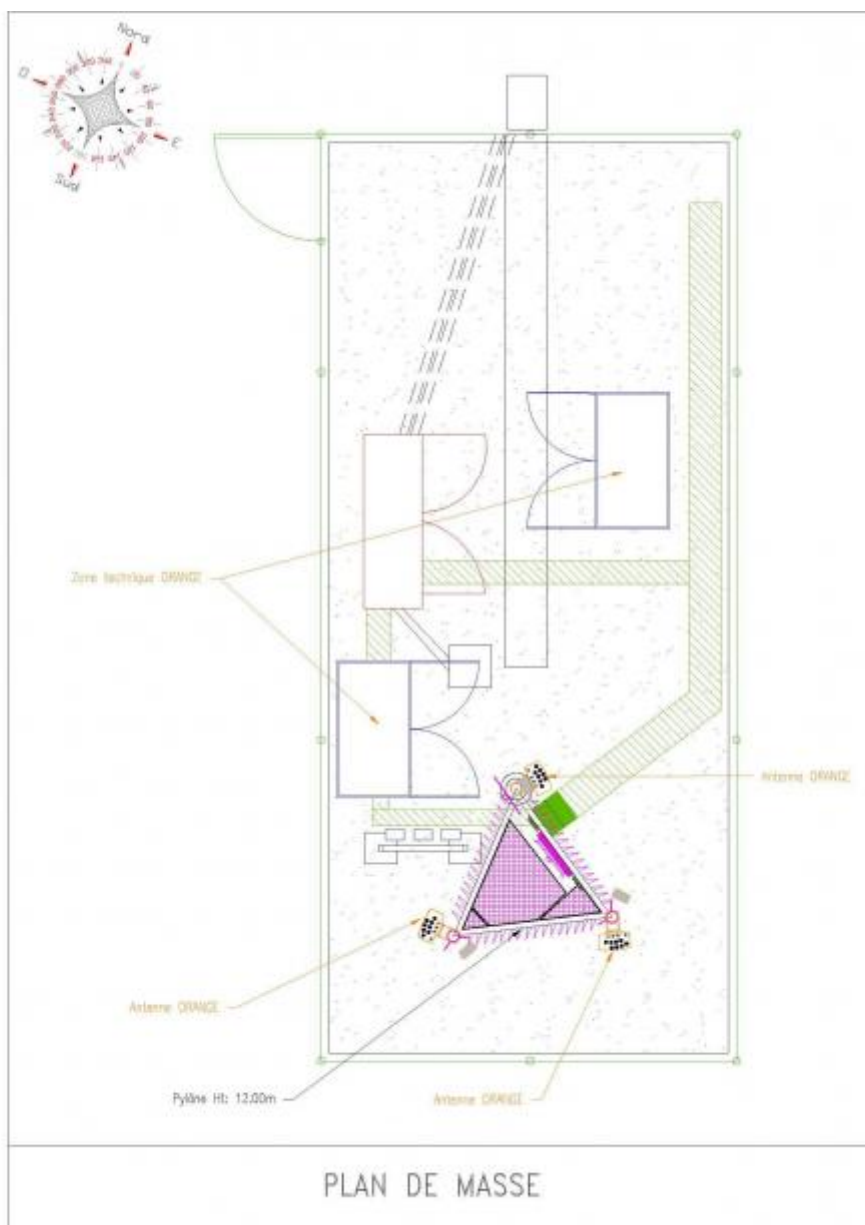 Nord
O
E
Sud
Zone technique ORANGE
Antenne ORANGE
Antenne ORANGE
Pylône Ht: 12.00m
Antenne ORANGE
PLAN DE MASSE